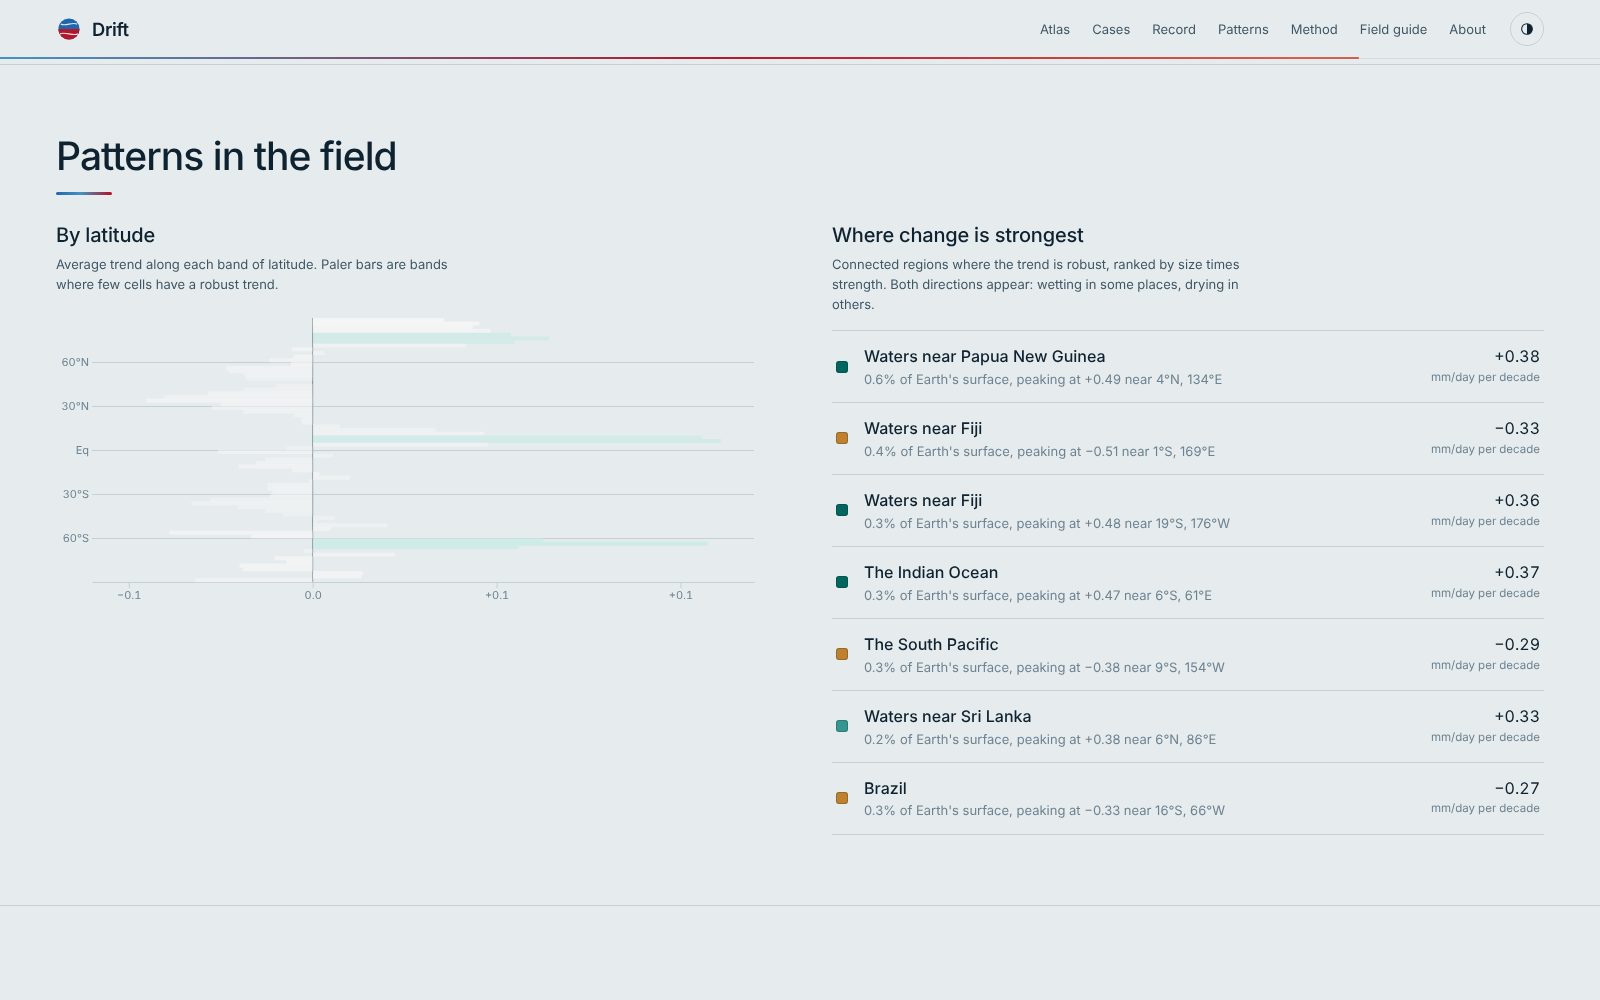 Drift
Atlas Cases Record Patterns Method Field guide About
Patterns in the field
By latitude
Average trend along each band of latitude. Paler bars are bands
where few cells have a robust trend.
60°N
30°N
Eq
30°S
60°S
−0.1 0.0 +0.1 +0.1
Where change is strongest
Connected regions where the trend is robust, ranked by size times
strength. Both directions appear: wetting in some places, drying in
others.
Waters near Papua New Guinea +0.38
0.6% of Earth's surface, peaking at +0.49 near 4°N, 134°E mm/day per decade
Waters near Fiji −0.33
0.4% of Earth's surface, peaking at −0.51 near 1°S, 169°E mm/day per decade
Waters near Fiji +0.36
0.3% of Earth's surface, peaking at +0.48 near 19°S, 176°W mm/day per decade
The Indian Ocean +0.37
0.3% of Earth's surface, peaking at +0.47 near 6°S, 61°E mm/day per decade
The South Pacific −0.29
0.3% of Earth's surface, peaking at −0.38 near 9°S, 154°W mm/day per decade
Waters near Sri Lanka +0.33
0.2% of Earth's surface, peaking at +0.38 near 6°N, 86°E mm/day per decade
Brazil −0.27
0.3% of Earth's surface, peaking at −0.33 near 16°S, 66°W mm/day per decade